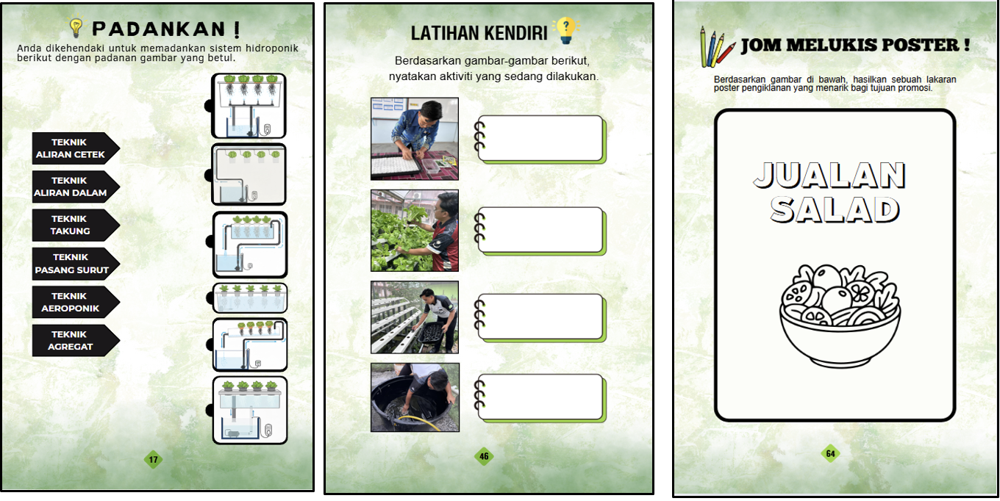 PADANKAN !
Anda dikehendaki untuk memadankan sistem hidroponik
berikut dengan padanan gambar yang betul.
TEKNIK
ALIRAN CETEK
TEKNIK
ALIRAN DALAM
TEKNIK
TAKUNG
TEKNIK
PASANG SURUT
TEKNIK
AEROPONIK
TEKNIK
AGREGAT
17
LATIHAN KENDIRI
Berdasarkan gambar-gambar berikut,
nyatakan aktiviti yang sedang dilakukan.
46
JOM MELUKIS POSTER !
Berdasarkan gambar di bawah, hasilkan sebuah lakaran
poster pengiklanan yang menarik bagi tujuan promosi.
JUALAN
SALAD
64